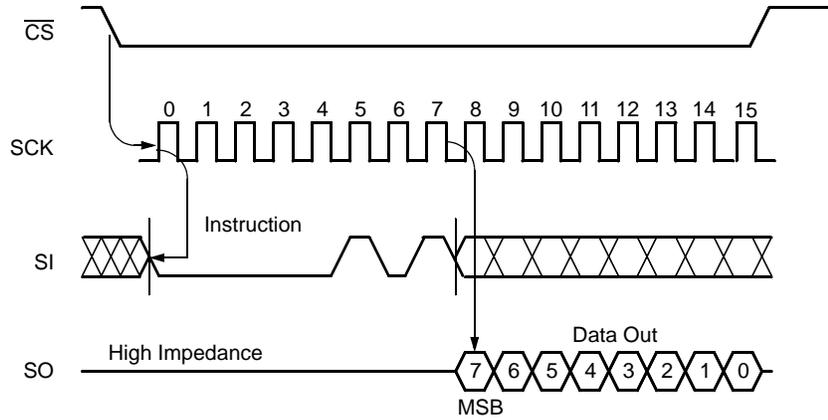 CS
0 1 2 3 4 5 6 7 8 9 10 11 12 13 14 15
SCK
Instruction
SI
Data Out
High Impedance
SO
7 6 5 4 3 2 1 0
MSB